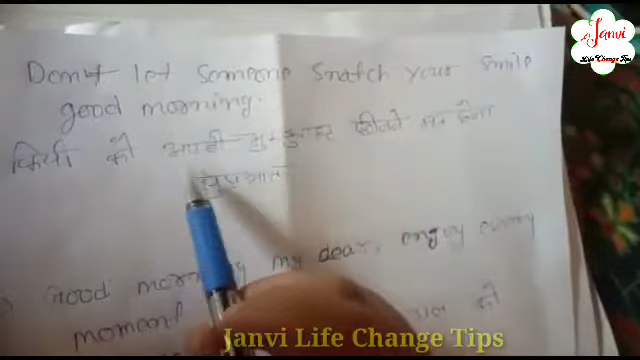 Janvi
Life Change Tips
Don't let someone snatch your smile
good morning.
किसी को अपनी मुस्कुराहट छीनने मत देना
सुप्रभात
Good morning my dear, enjoy every
moment
को
Janvi Life Change Tips